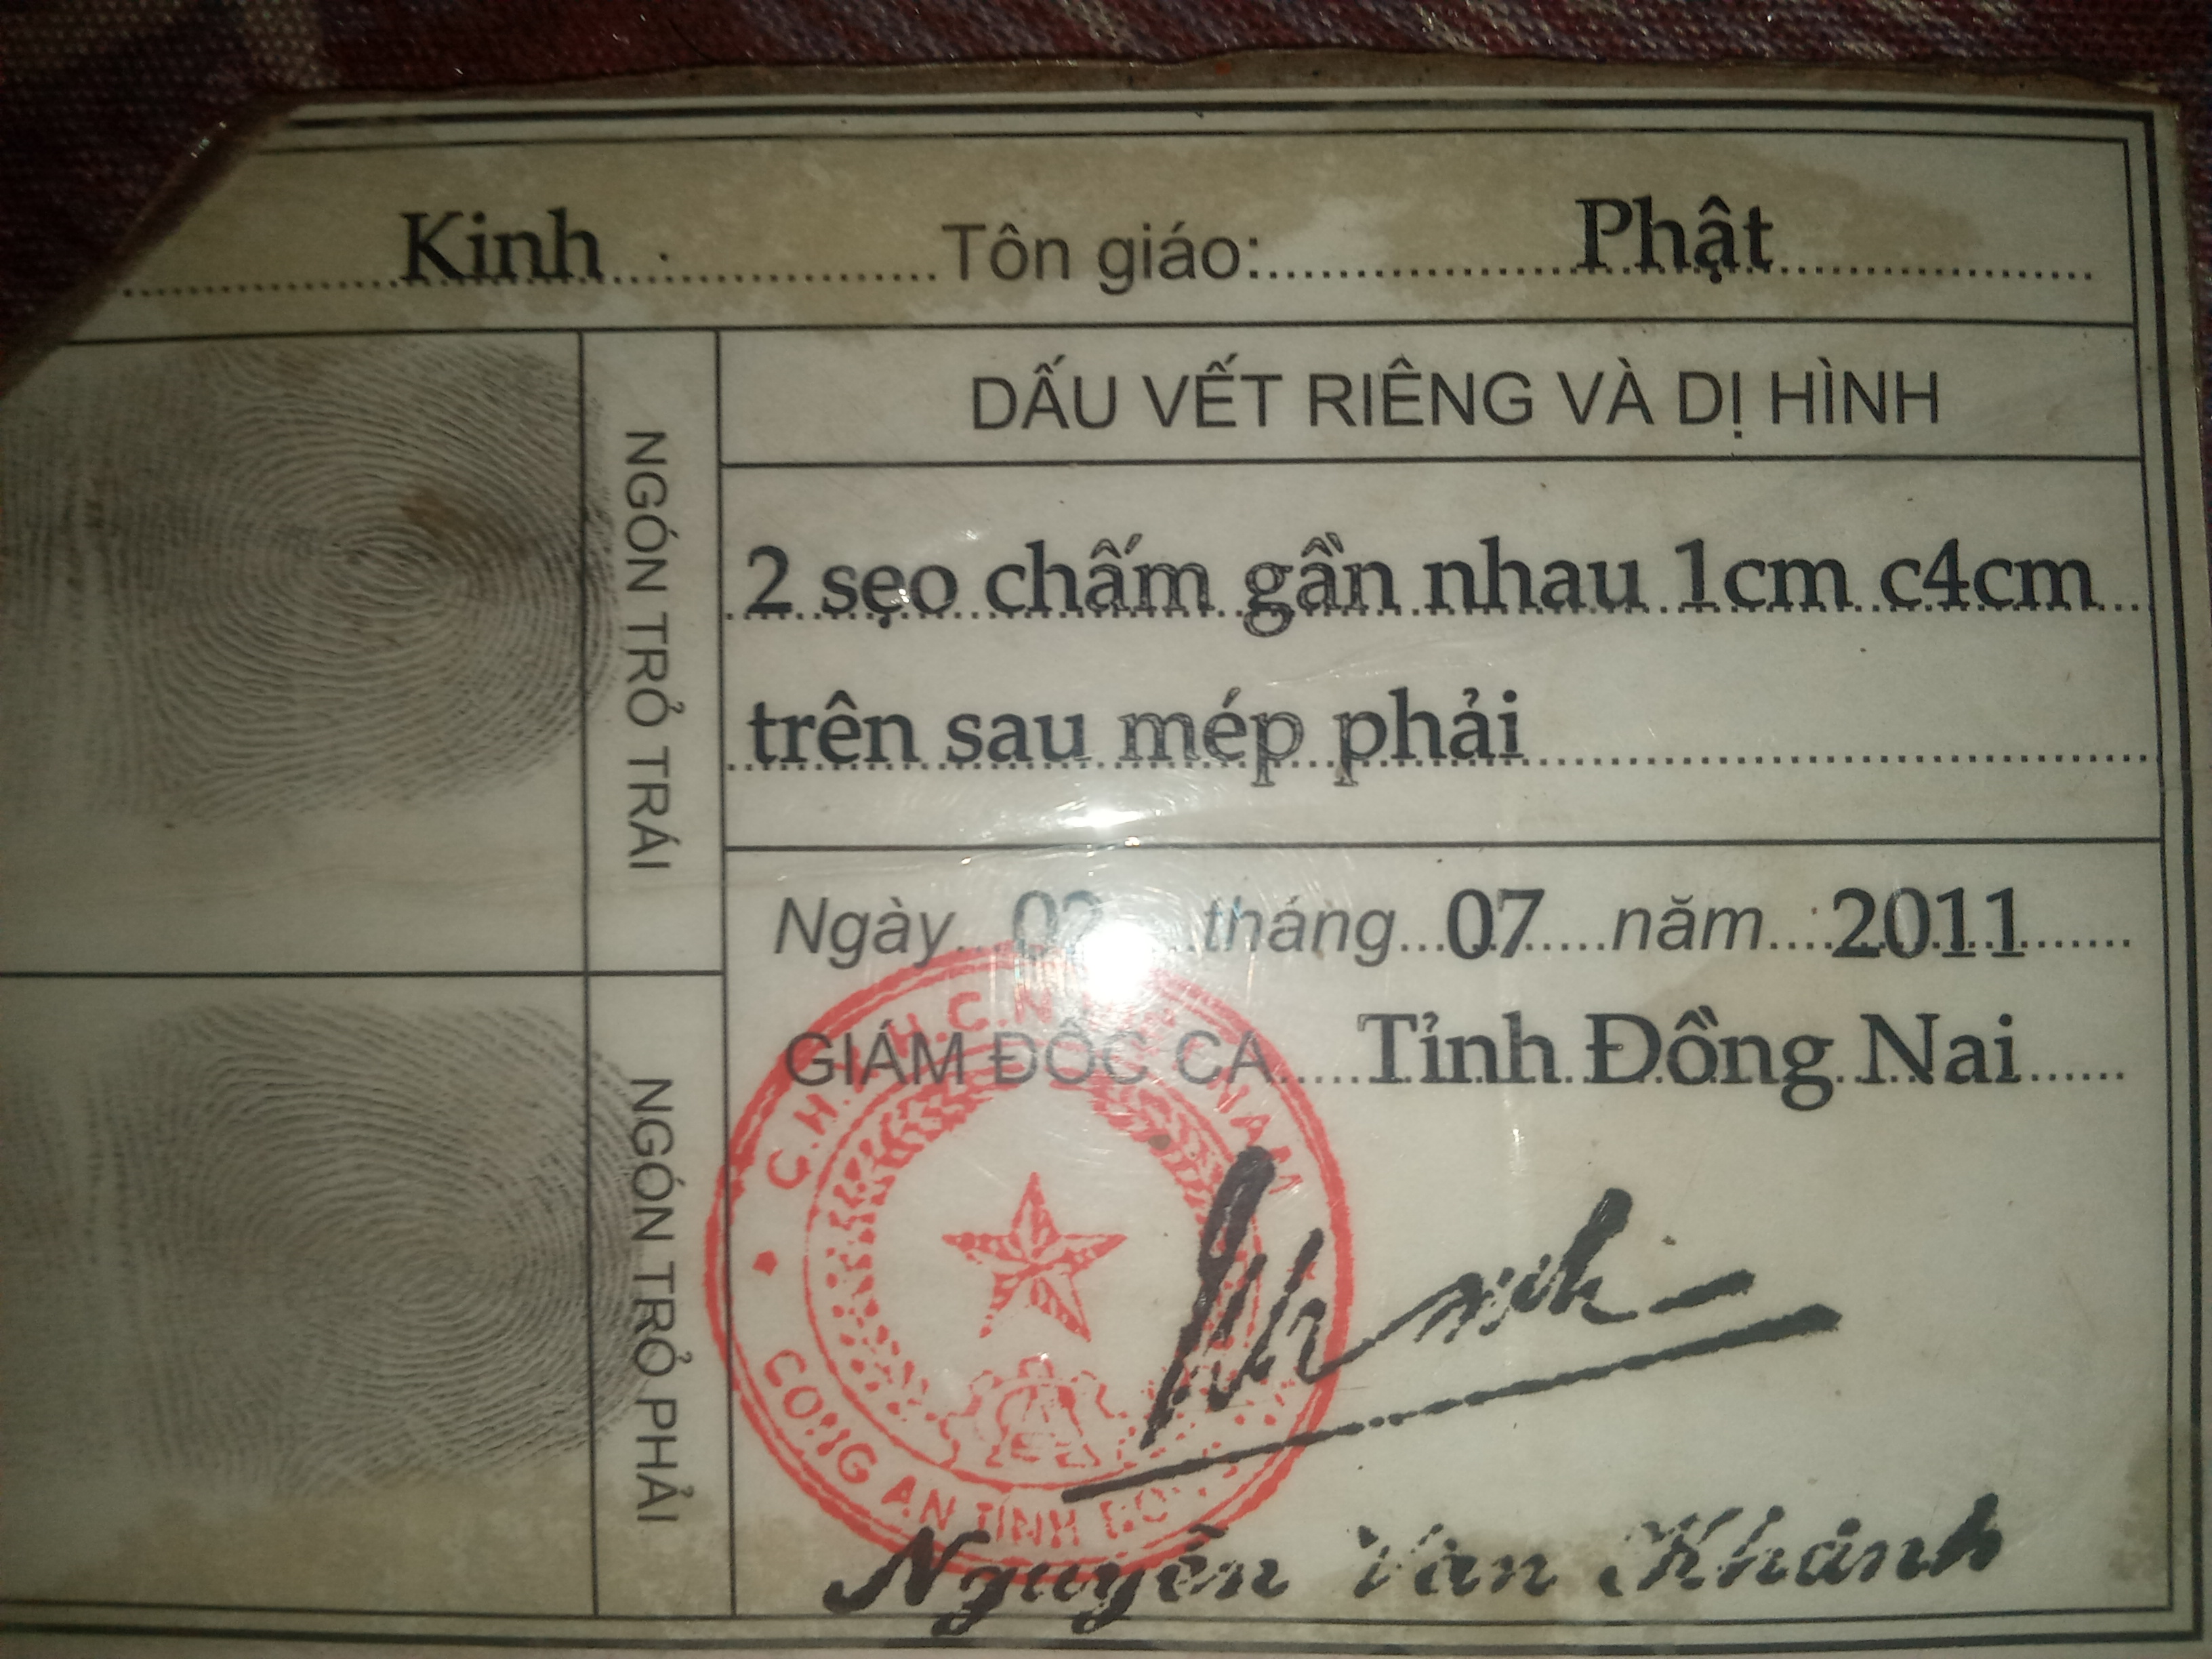 Kinh Tôn giáo: Phật
NGÓN TRỎ TRÁI
DẤU VẾT RIÊNG VÀ DỊ HÌNH
2 sẹo chấm gần nhau 1cm c4cm
trên sau mép phải
NGÓN TRỎ PHẢI
Ngày 02 tháng 07 năm 2011
GIÁM ĐỐC CA Tỉnh Đồng Nai
CÔNG AN TỈNH
Nguyễn Văn Khánh